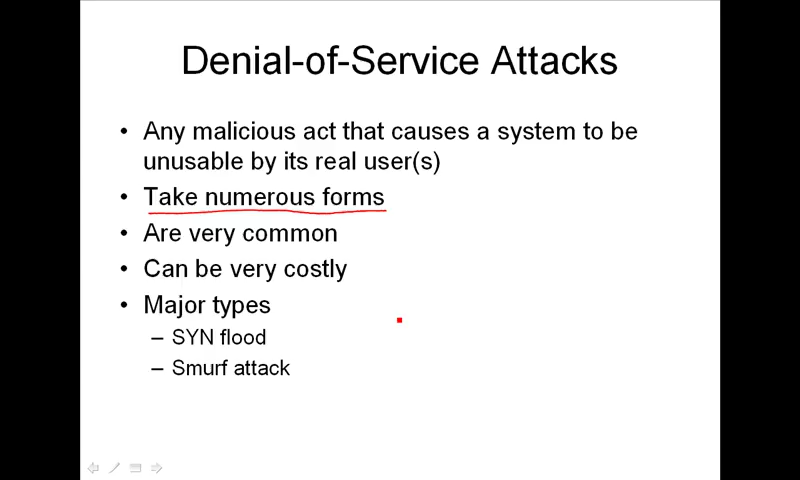 Denial-of-Service Attacks
• Any malicious act that causes a system to be
unusable by its real user(s)
• Take numerous forms
• Are very common
• Can be very costly
• Major types
– SYN flood
– Smurf attack